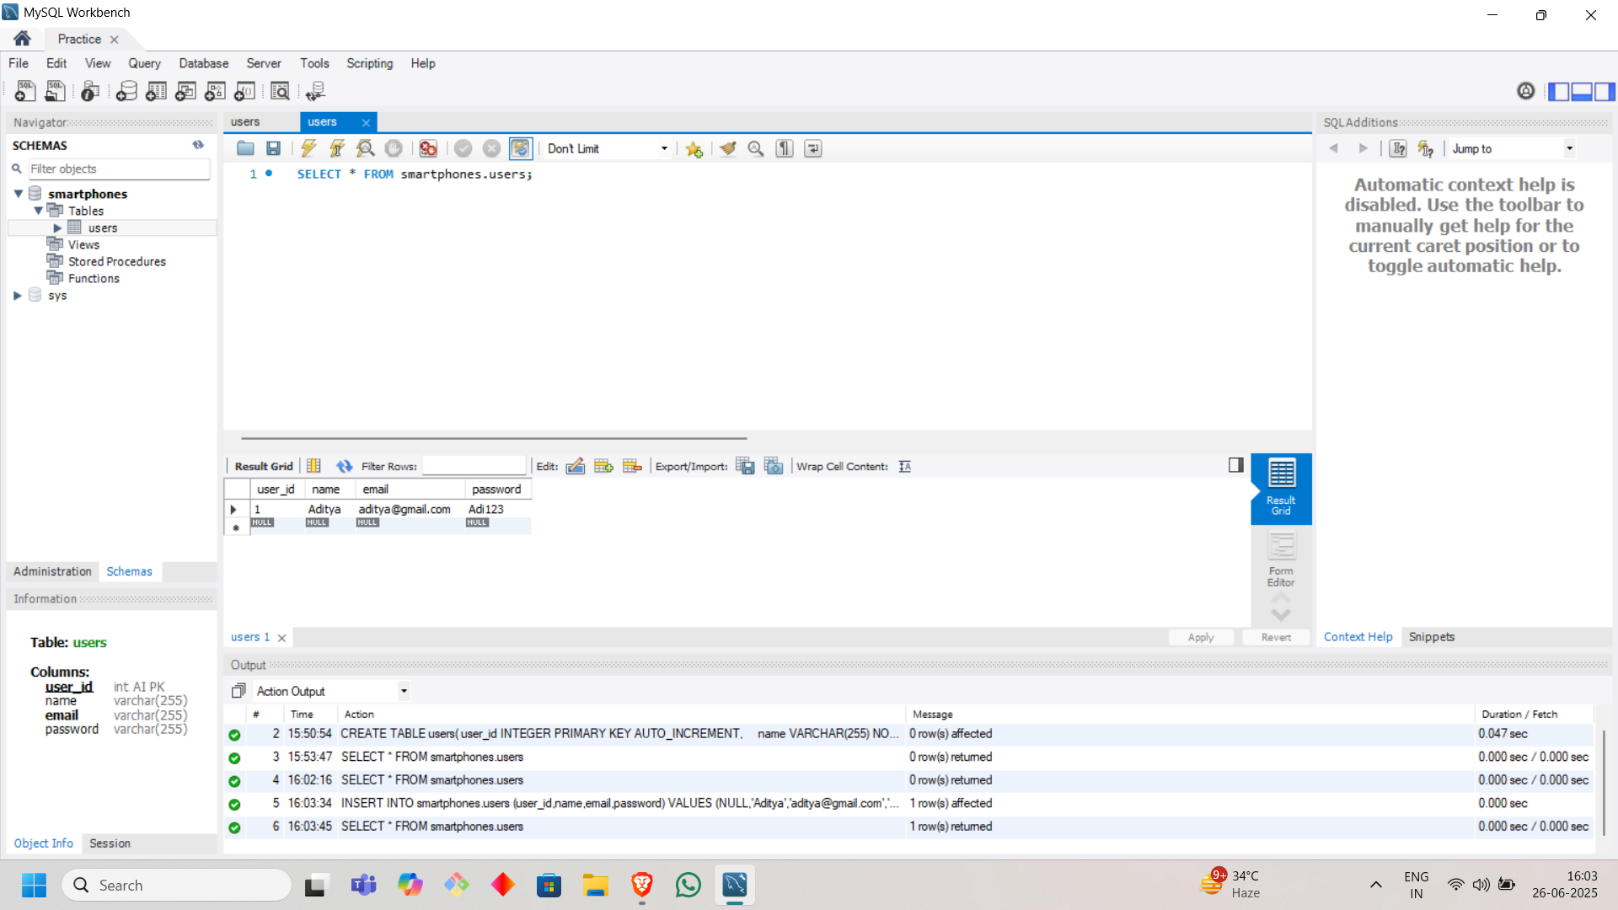 MySQL Workbench
Practice
File Edit View Query Database Server Tools Scripting Help
Navigator
SCHEMAS
Filter objects
smartphones
Tables
users
Views
Stored Procedures
Functions
sys
Administration Schemas
Information
Table: users
Columns:
user_id int AI PK
name varchar(255)
email varchar(255)
password varchar(255)
Object Info Session
users users
Don't Limit
1 SELECT * FROM smartphones.users;
Result Grid Filter Rows: Edit: Export/Import: Wrap Cell Content:
user_id name email password
1 Aditya aditya@gmail.com Adi123
NULL NULL NULL NULL
Result
Grid
Form
Editor
users 1 Apply Revert
SQLAdditions
Jump to
Automatic context help is
disabled. Use the toolbar to
manually get help for the
current caret position or to
toggle automatic help.
Context Help Snippets
Output
Action Output
# Time Action Message Duration / Fetch
2 15:50:54 CREATE TABLE users( user_id INTEGER PRIMARY KEY AUTO_INCREMENT, name VARCHAR(255) NO... 0 row(s) affected 0.047 sec
3 15:53:47 SELECT * FROM smartphones.users 0 row(s) returned 0.000 sec / 0.000 sec
4 16:02:16 SELECT * FROM smartphones.users 0 row(s) returned 0.000 sec / 0.000 sec
5 16:03:34 INSERT INTO smartphones.users (user_id,name,email,password) VALUES (NULL,'Aditya','aditya@gmail.com','... 1 row(s) affected 0.000 sec
6 16:03:45 SELECT * FROM smartphones.users 1 row(s) returned 0.000 sec / 0.000 sec
Search
9+
34°C
Haze
ENG
IN
16:03
26-06-2025